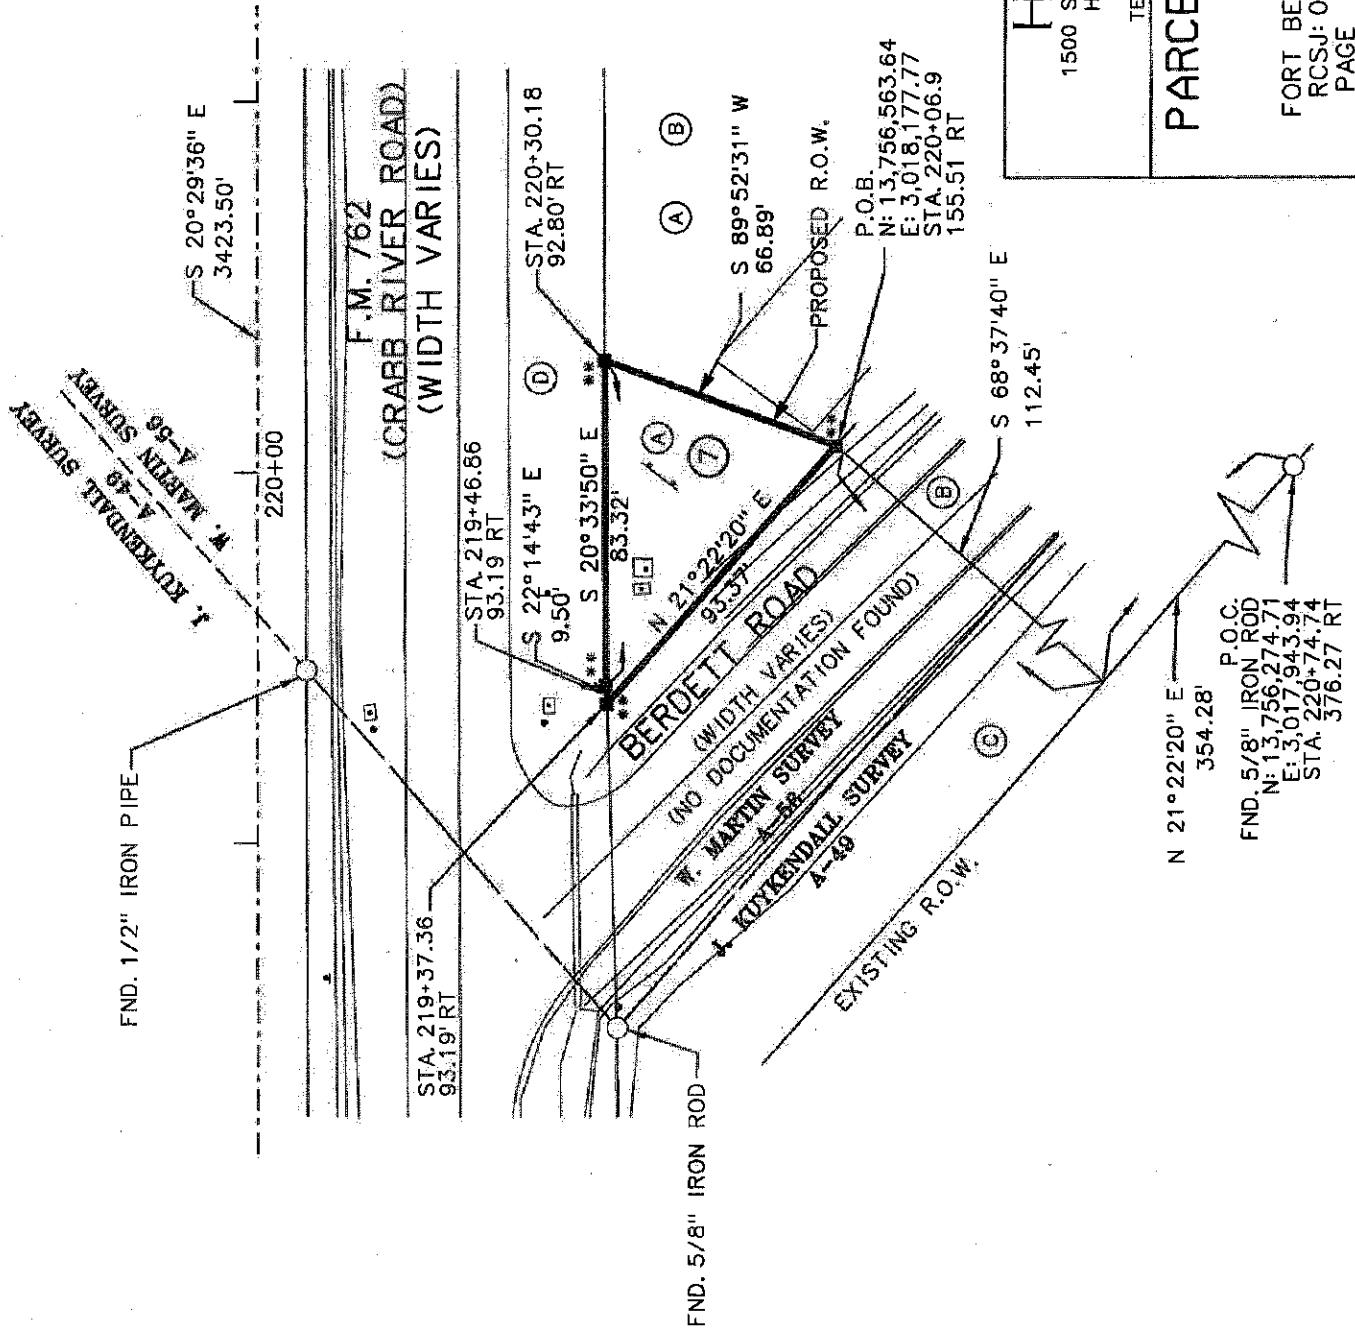 S 20°29'36" E
3423.50'
J. KUYKENDALL SURVEY
A-49
W. MARTIN SURVEY
A-56
220+00
FND. 1/2" IRON PIPE
F.M. 762
(CRABB RIVER ROAD)
(WIDTH VARIES)
STA. 219+46.86
93.19 RT
S 22°14'43" E
9.50'
STA. 220+30.18
92.80' RT
D
S 20°33'50" E
83.32'
**
**
**
**
A
B
A
7
S 89°52'31" W
66.89'
PROPOSED R.O.W.
P.O.B.
N: 13,756,563.64
E: 3,018,177.77
STA. 220+06.9
155.51 RT
N 21°22'20" E
93.37'
STA. 219+37.36
93.19' RT
BERDETT ROAD
(WIDTH VARIES)
(NO DOCUMENTATION FOUND)
B
S 68°37'40" E
112.45'
W. MARTIN SURVEY
A-56
J. KUYKENDALL SURVEY
A-49
C
EXISTING R.O.W.
FND. 5/8" IRON ROD
N 21°22'20" E
354.28'
P.O.C.
FND. 5/8" IRON ROD
N: 13,756,274.71
E: 3,017,943.94
STA. 220+74.74
376.27 RT
H
1500 S
H
TE
PARCE
FORT BE
RCSJ: 0
PAGE